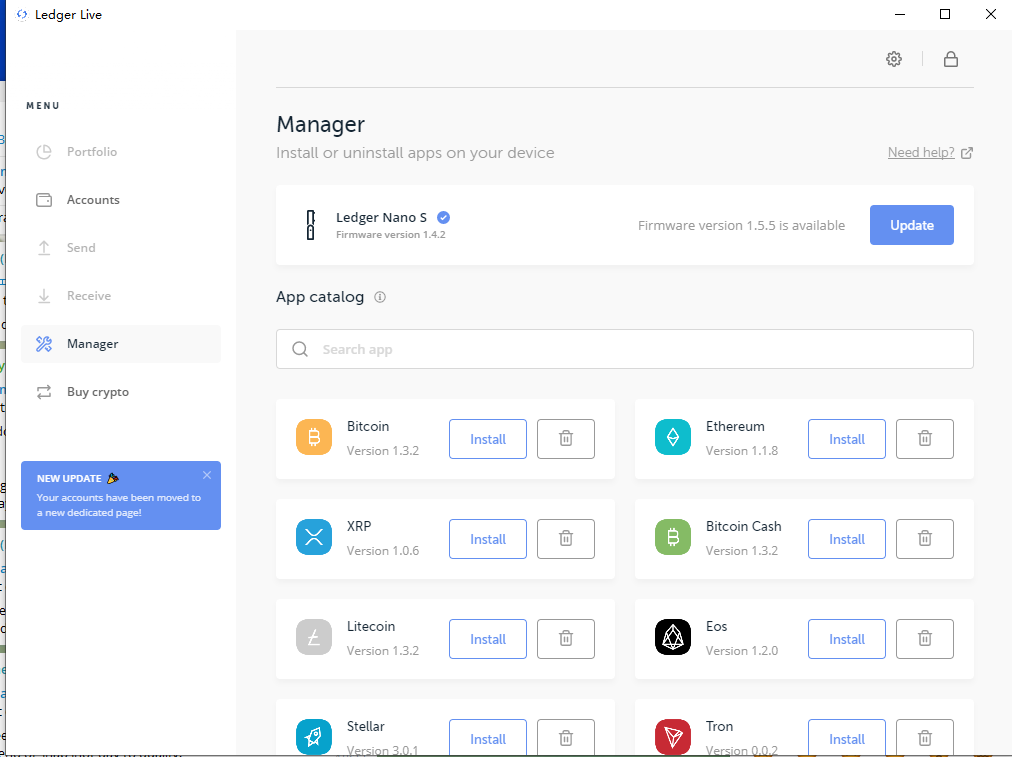 Ledger Live
MENU
Portfolio
Accounts
Send
Receive
Manager
Buy crypto
NEW UPDATE
Your accounts have been moved to
a new dedicated page!
Manager
Install or uninstall apps on your device
Need help?
Ledger Nano S
Firmware version 1.4.2
Firmware version 1.5.5 is available
Update
App catalog
Search app
Bitcoin
Version 1.3.2
Install
Ethereum
Version 1.1.8
Install
XRP
Version 1.0.6
Install
Bitcoin Cash
Version 1.3.2
Install
Litecoin
Version 1.3.2
Install
Eos
Version 1.2.0
Install
Stellar
Version 3.0.1
Install
Tron
Version 0.0.2
Install